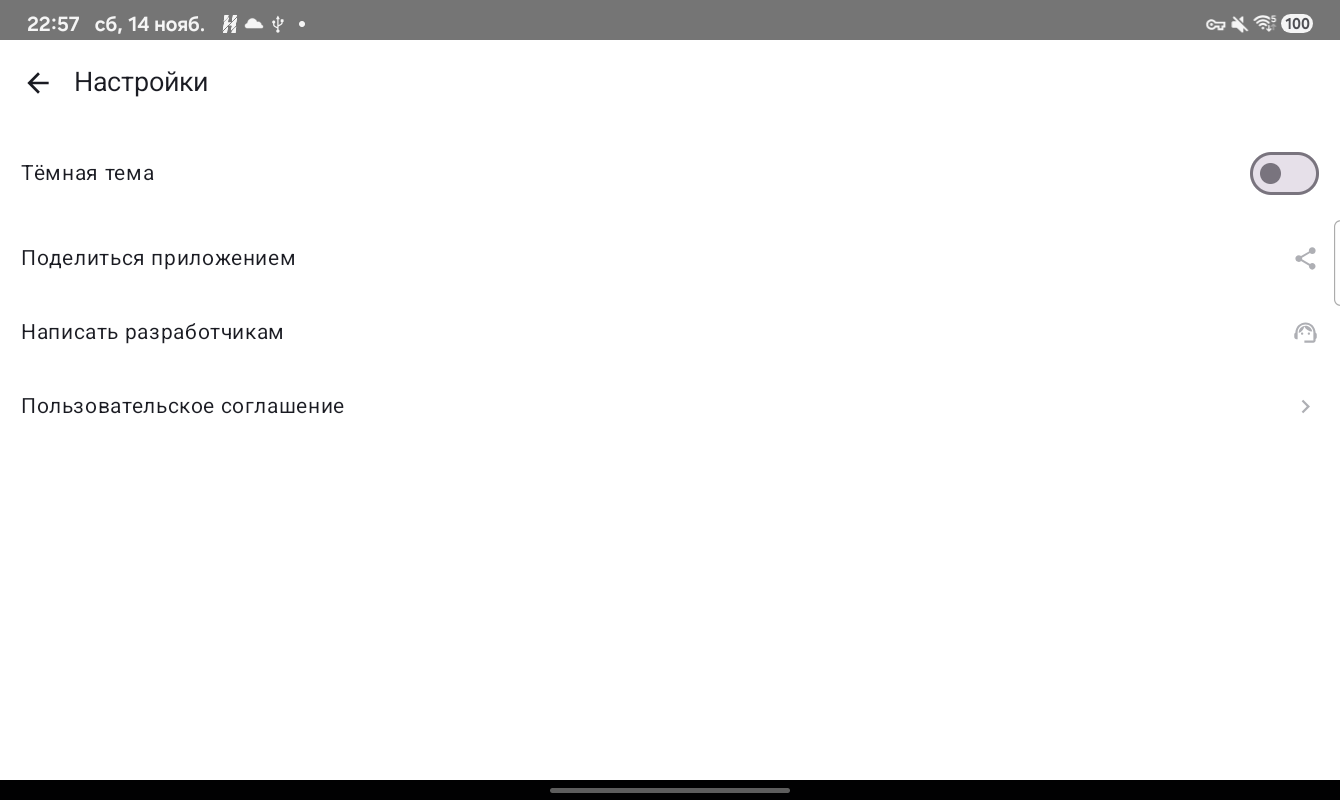 22:57 сб, 14 нояб. 100
Настройки
Тёмная тема
Поделиться приложением
Написать разработчикам
Пользовательское соглашение